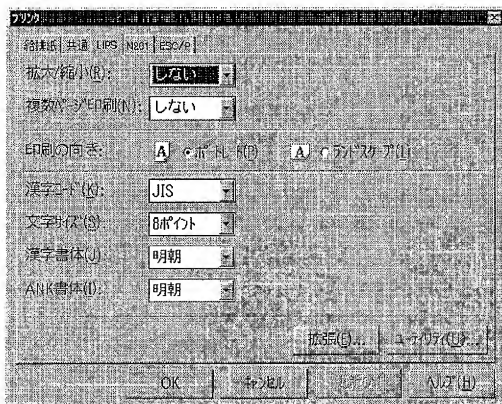 プリンタ
給排紙 共通 LIPS N201 ESC/P
拡大/縮小(R): しない
複数ページ印刷(N): しない
印刷の向き: A ポートレート(P) A ランドスケープ(L)
漢字コード(K): JIS
文字サイズ(S) 8ポイント
漢字書体(J) 明朝
ANK書体(I): 明朝
拡張(E)... ユーティリティ(U)...
OK キャンセル ヘルプ(H)